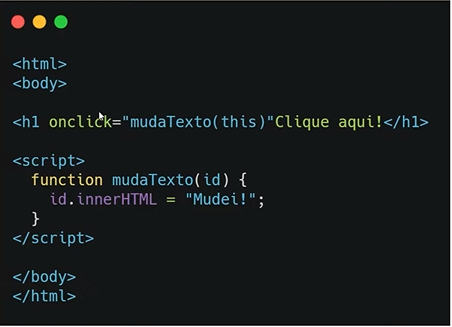 <html>
<body>
<h1 onclick="mudaTexto(this)"Clique aqui!</h1>
<script>
function mudaTexto(id) {
id.innerHTML = "Mudei!";
}
</script>
</body>
</html>